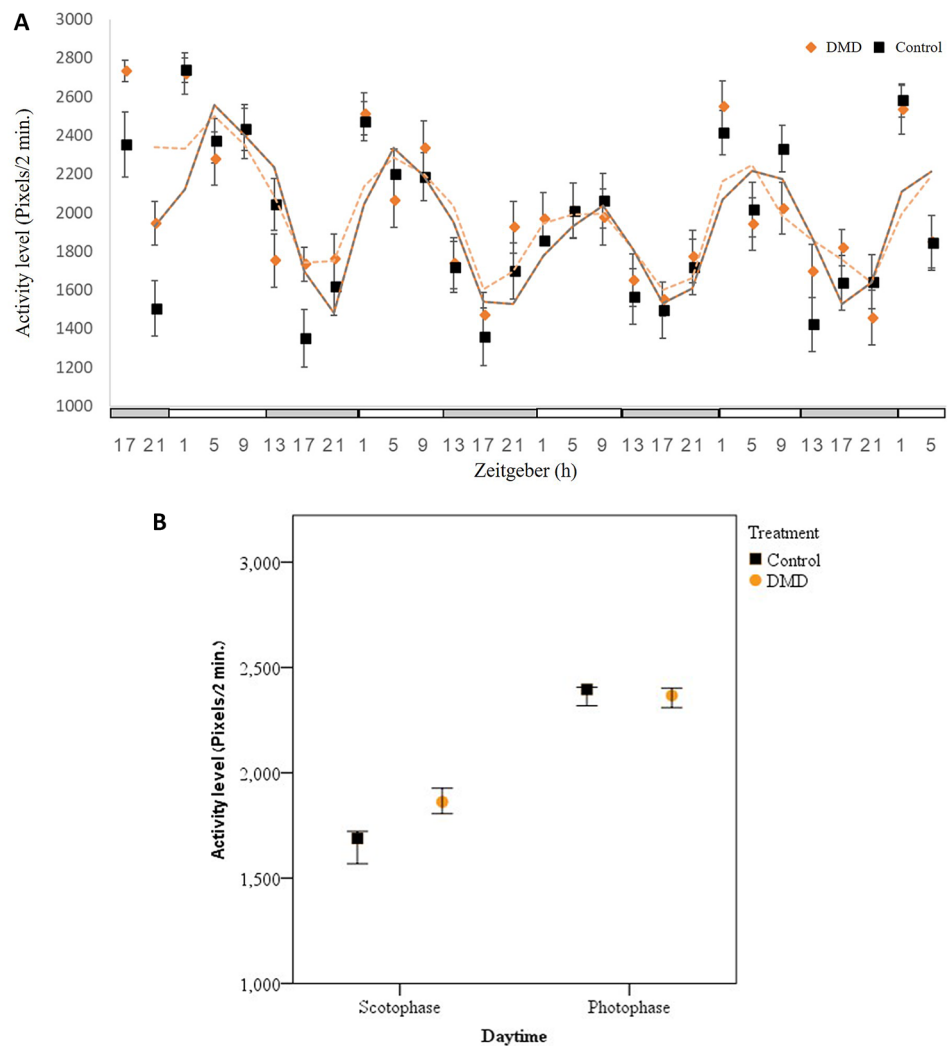 A
3000
2800
2600
2400
2200
2000
1800
1600
1400
1200
1000
Activity level (Pixels/2 min.)
DMD Control
17 21 1 5 9 13 17 21 1 5 9 13 17 21 1 5 9 13 17 21 1 5 9 13 17 21 1 5
Zeitgeber (h)
B
3,000
2,500
2,000
1,500
1,000
Activity level (Pixels/2 min.)
Treatment
Control
DMD
Scotophase Photophase
Daytime